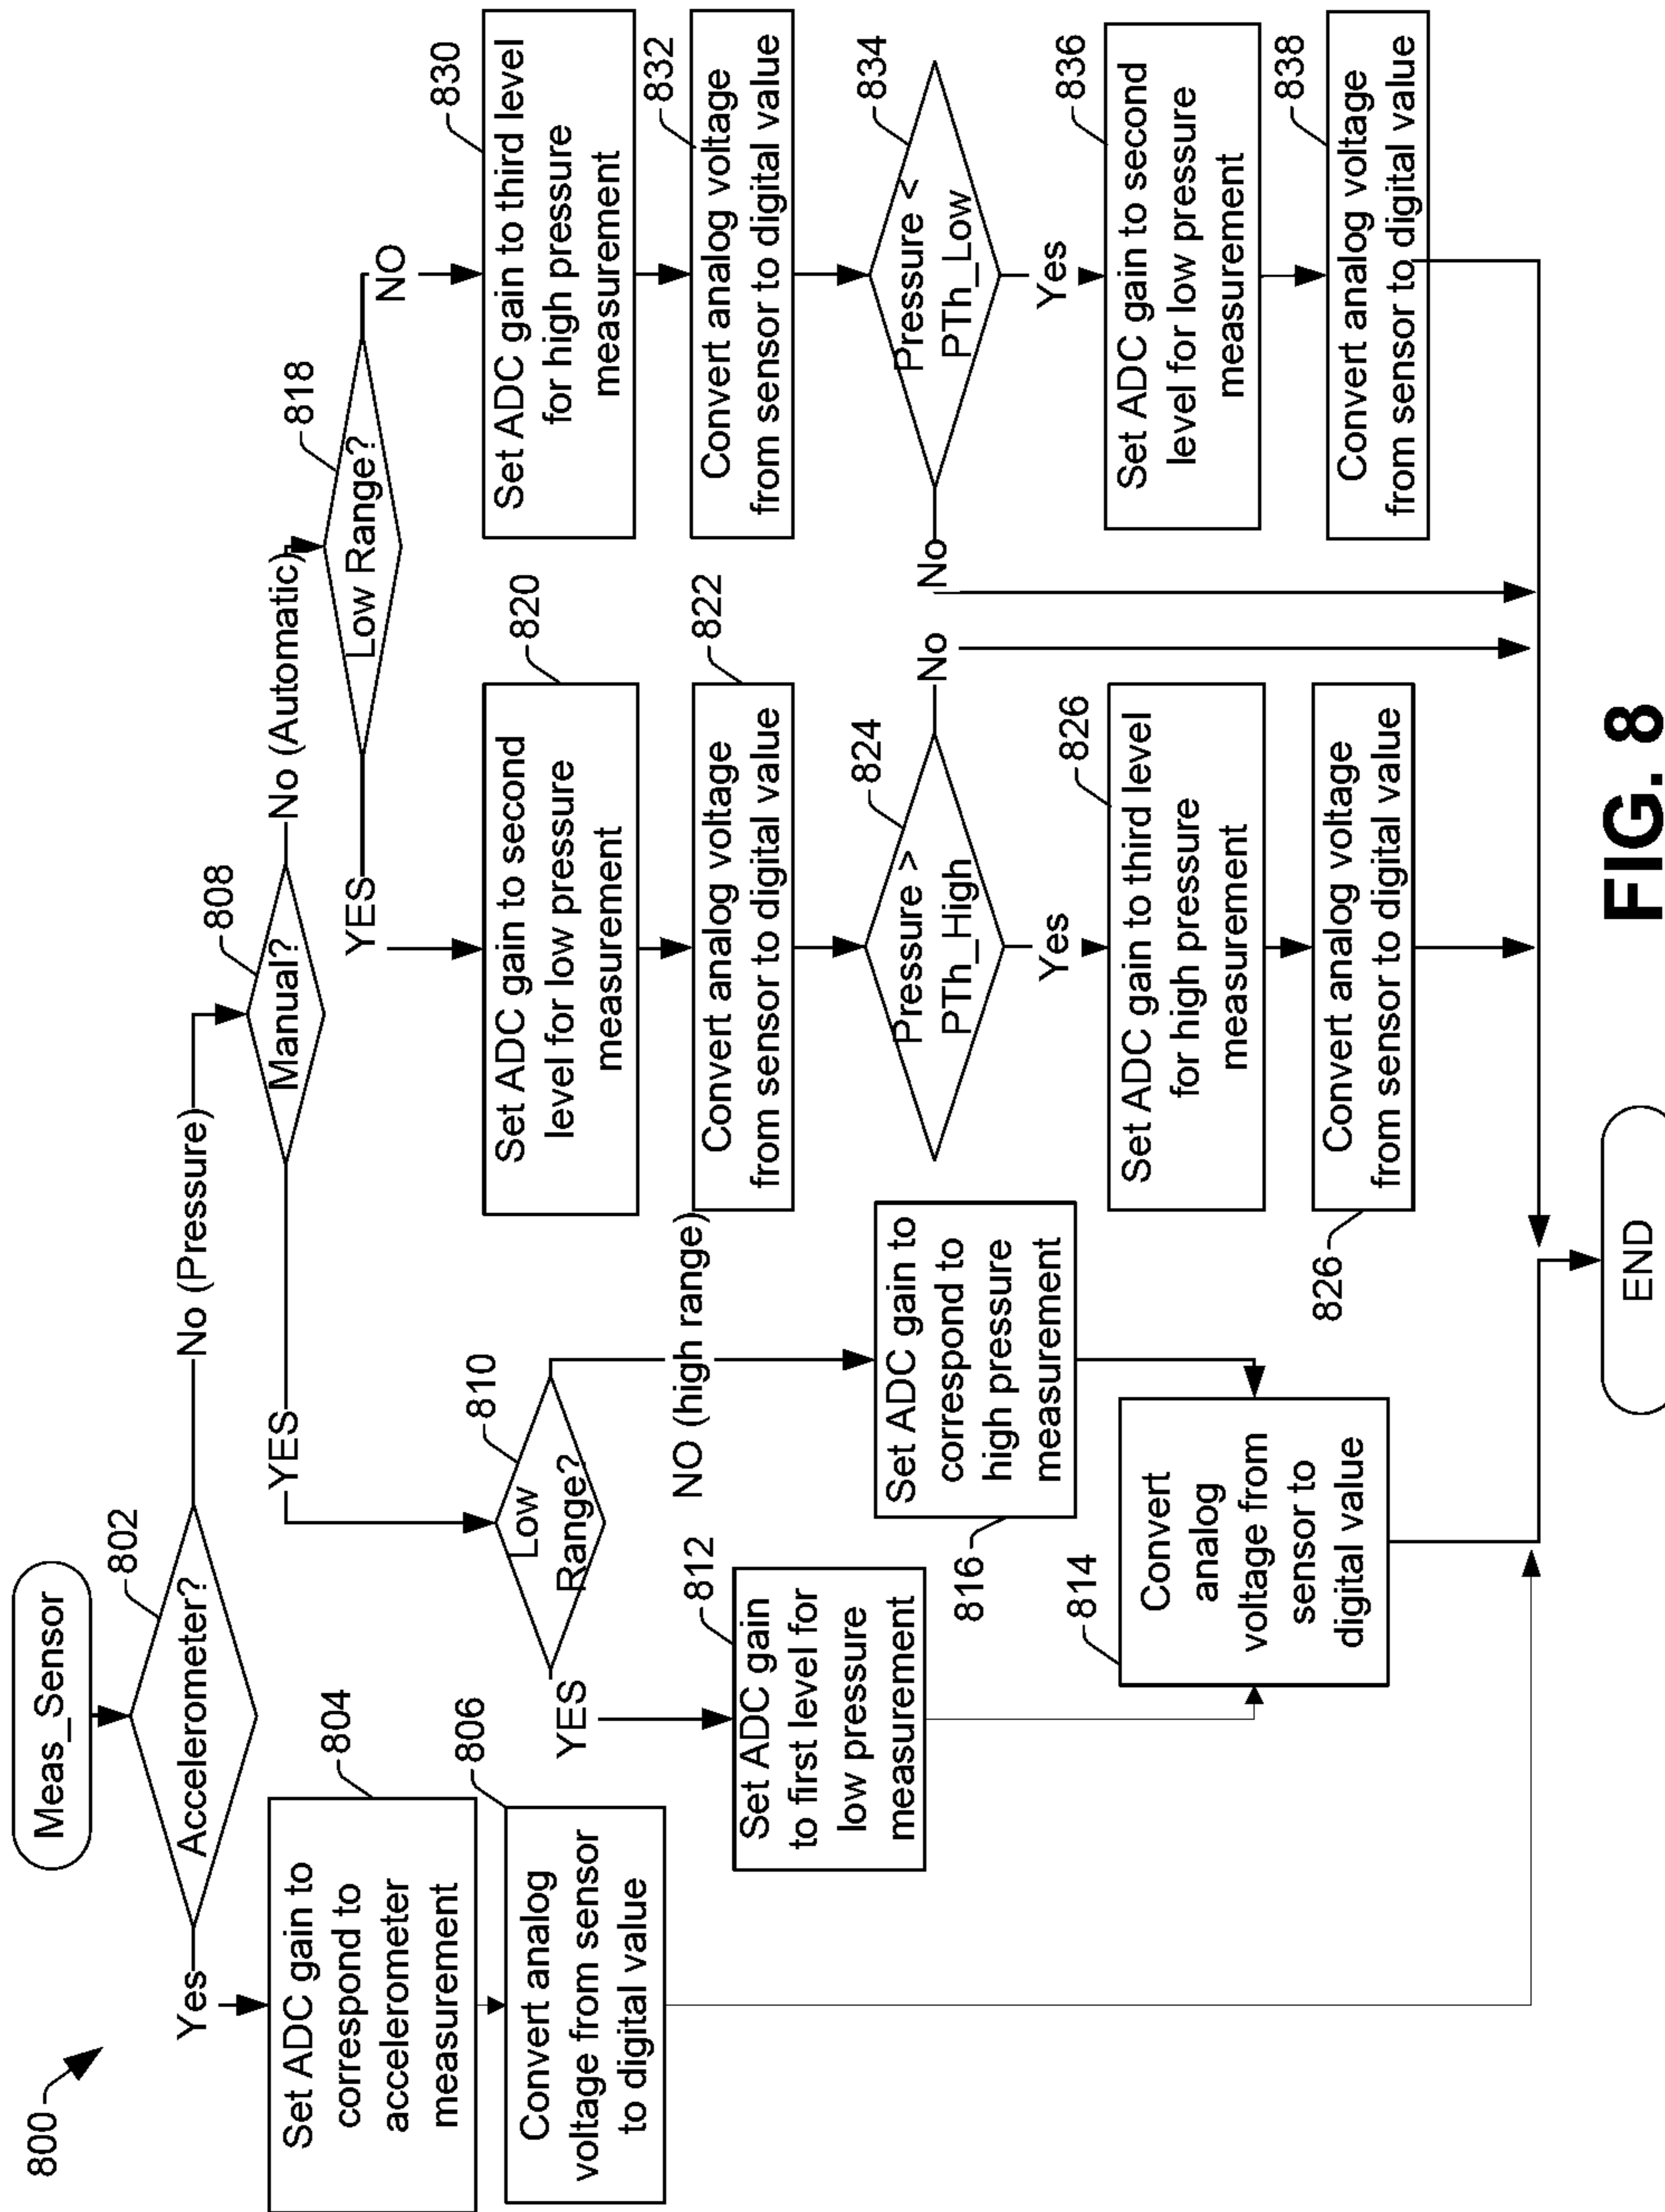 800
Meas_Sensor
802
Accelerometer?
Yes
No (Pressure)
804
Set ADC gain to
correspond to
accelerometer
measurement
806
Convert analog
voltage from sensor
to digital value
808
Manual?
YES
No (Automatic)
810
Low
Range?
YES
NO (high range)
812
Set ADC gain
to first level for
low pressure
measurement
816
Set ADC gain to
correspond to
high pressure
measurement
814
Convert
analog
voltage from
sensor to
digital value
818
Low Range?
YES
NO
820
Set ADC gain to second
level for low pressure
measurement
822
Convert analog voltage
from sensor to digital value
824
Pressure >
PTh_High
No
Yes
826
Set ADC gain to third level
for high pressure
measurement
826
Convert analog voltage
from sensor to digital value
830
Set ADC gain to third level
for high pressure
measurement
832
Convert analog voltage
from sensor to digital value
834
Pressure <
PTh_Low
No
Yes
836
Set ADC gain to second
level for low pressure
measurement
838
Convert analog voltage
from sensor to digital value
END
FIG. 8